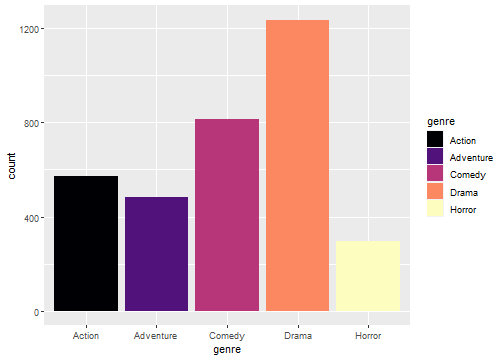 1200
800
400
0
count
Action Adventure Comedy Drama Horror
genre
genre
Action
Adventure
Comedy
Drama
Horror